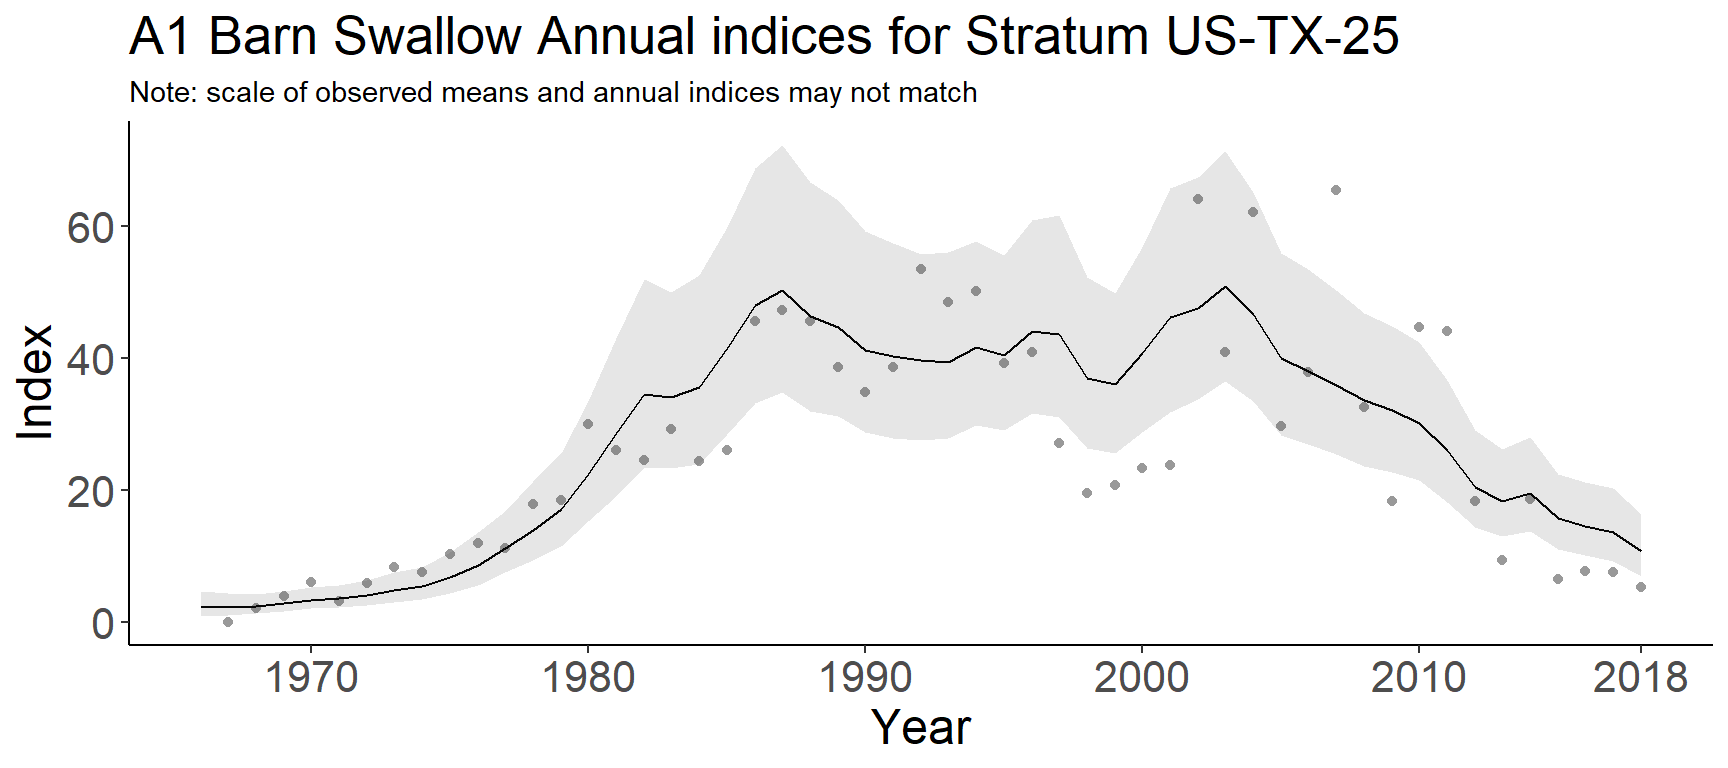 A1 Barn Swallow Annual indices for Stratum US-TX-25
Note: scale of observed means and annual indices may not match
60
40
20
0
Index
1970 1980 1990 2000 2010 2018
Year